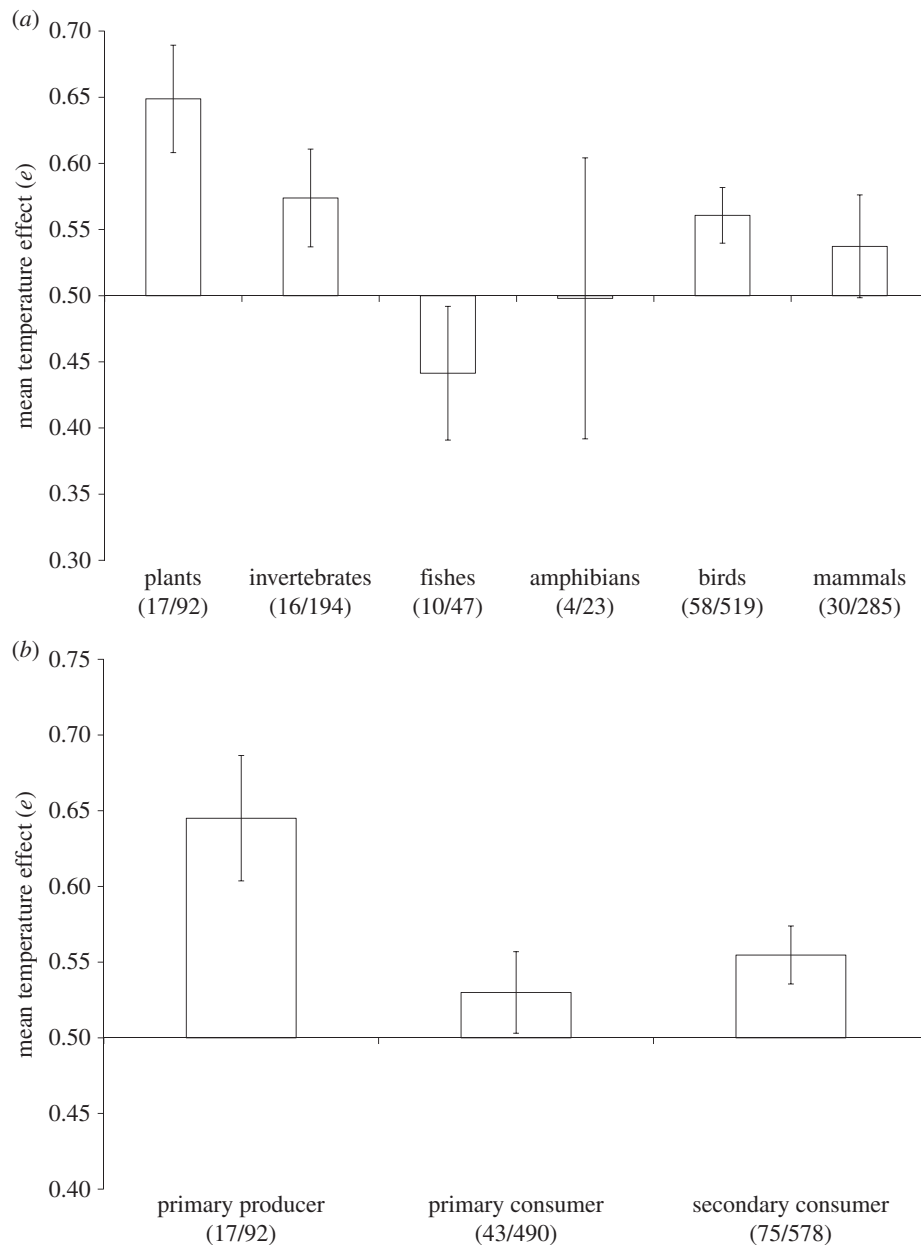 (a)
0.70
0.65
0.60
0.55
0.50
0.45
0.40
0.35
0.30
mean temperature effect (e)
plants invertebrates fishes amphibians birds mammals
(17/92) (16/194) (10/47) (4/23) (58/519) (30/285)
(b)
0.75
0.70
0.65
0.60
0.55
0.50
0.45
0.40
mean temperature effect (e)
primary producer primary consumer secondary consumer
(17/92) (43/490) (75/578)